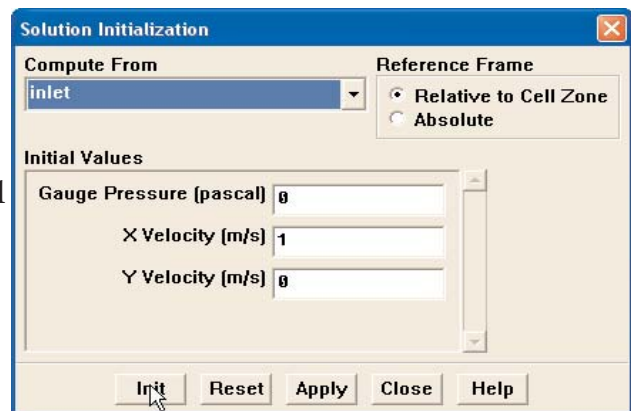 Solution Initialization
Compute From
inlet
Reference Frame
Relative to Cell Zone
Absolute
Initial Values
Gauge Pressure (pascal) 0
X Velocity (m/s) 1
Y Velocity (m/s) 0
Init Reset Apply Close Help